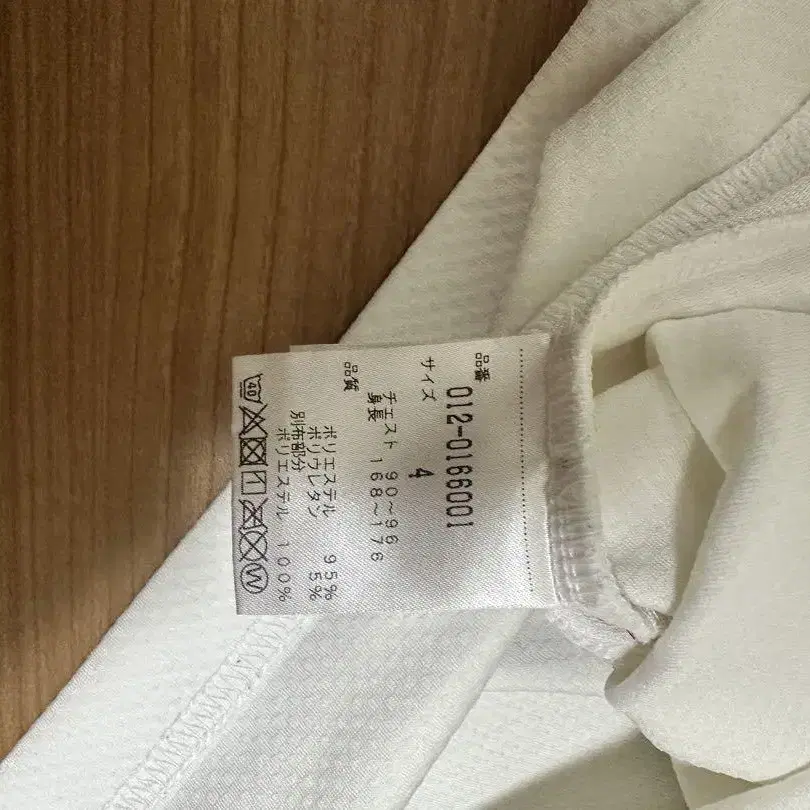 品番
012-0166001
サイズ
4
チェスト 90～96
身長 168～176
品質
ポリエステル 95%
ポリウレタン 5%
別布部分
ポリエステル 100%
40
W